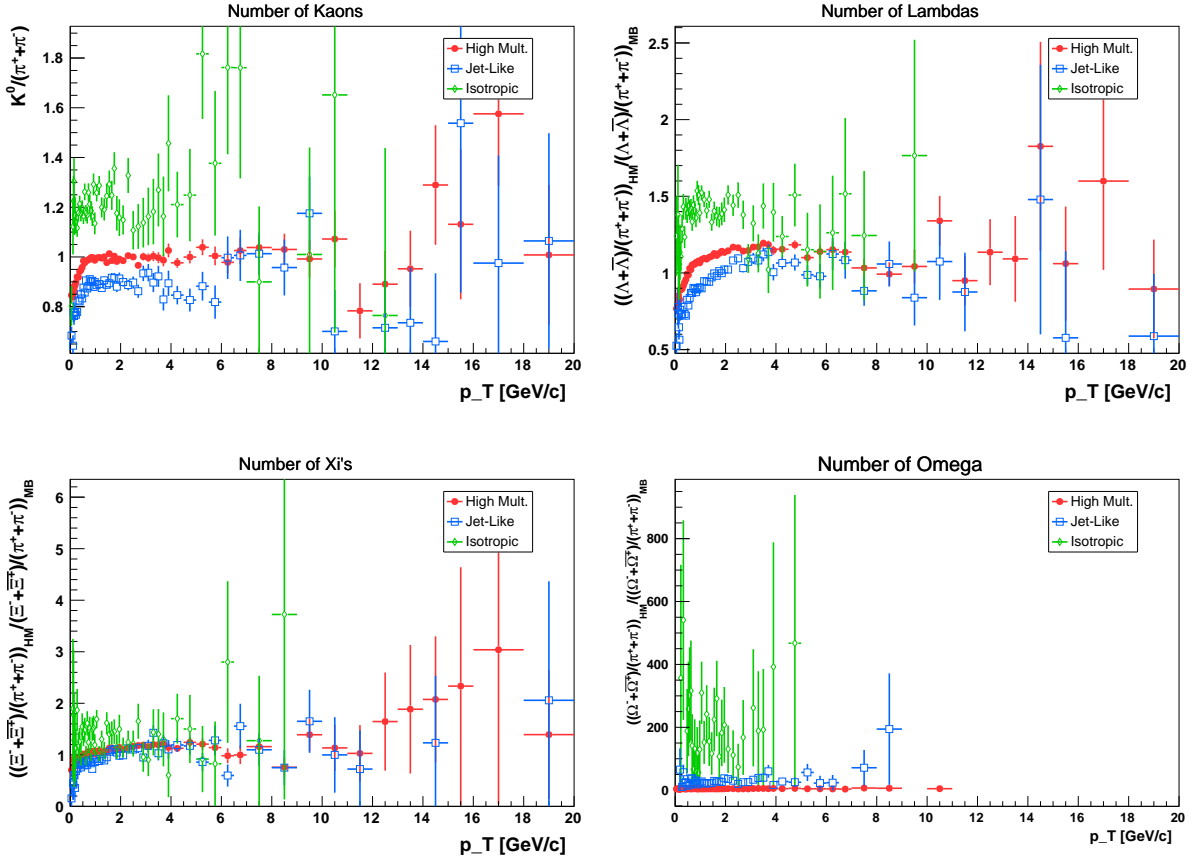 Number of Kaons
K⁰/(π⁺+π⁻)
1.8
1.6
1.4
1.2
1
0.8
High Mult.
Jet-Like
Isotropic
0 2 4 6 8 10 12 14 16 18 20
p_T [GeV/c]
Number of Lambdas
((Λ+Λ̅)/(π⁺+π⁻))HM/(Λ+Λ̅)/(π⁺+π⁻))MB
2.5
2
1.5
1
0.5
High Mult.
Jet-Like
Isotropic
0 2 4 6 8 10 12 14 16 18 20
p_T [GeV/c]
Number of Xi's
((Ξ⁻+Ξ̅⁺)/(π⁺+π⁻))HM/(Ξ⁻+Ξ̅⁺)/(π⁺+π⁻))MB
6
5
4
3
2
1
0
High Mult.
Jet-Like
Isotropic
0 2 4 6 8 10 12 14 16 18 20
p_T [GeV/c]
Number of Omega
((Ω⁻+Ω̅⁺)/(π⁺+π⁻))HM/((Ω⁻+Ω̅⁺)/(π⁺+π⁻))MB
800
600
400
200
0
High Mult.
Jet-Like
Isotropic
0 2 4 6 8 10 12 14 16 18 20
p_T [GeV/c]